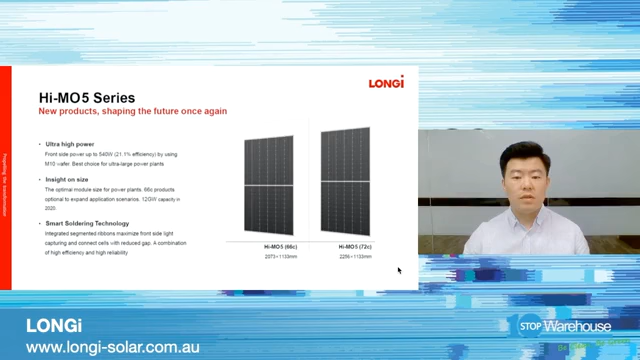 LONGi
Hi-MO5 Series
New products, shaping the future once again
Propelling the transformation
Ultra high power
Front side power up to 540W (21.1% efficiency) by using
M10 wafer. Best choice for ultra-large power plants
Insight on size
The optimal module size for power plants. 66c products
optional to expand application scenarios. 12GW capacity in
2020.
Smart Soldering Technology
Integrated segmented ribbons maximize front side light
capturing and connect cells with reduced gap. A combination
of high efficiency and high reliability
Hi-MO5 (66c)
2073×1133mm
Hi-MO5 (72c)
2256×1133mm
LONGi
www.longi-solar.com.au
STOP Warehouse